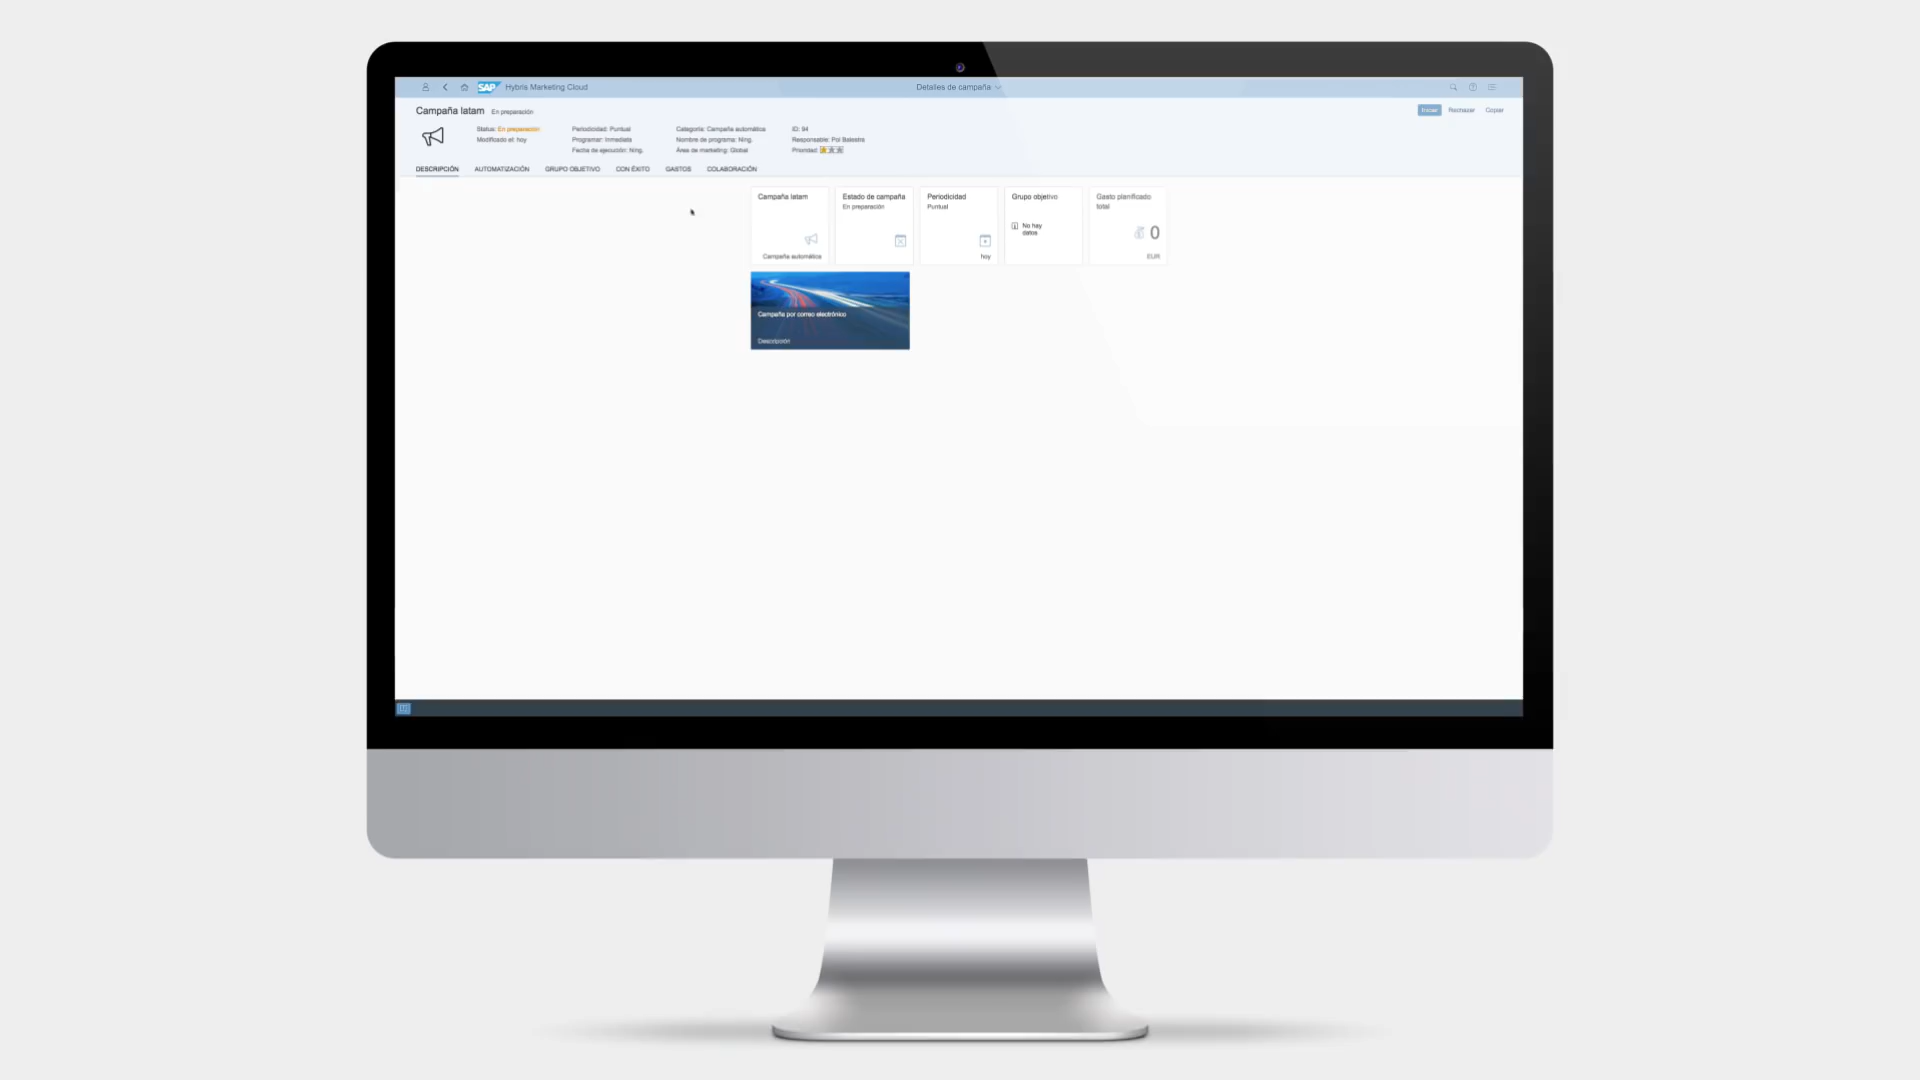 SAP Hybris Marketing Cloud
Detalles de campaña
Campaña latam En preparación
Iniciar Rechazar Copiar
Status: En preparación
Modificado el: hoy
Periodicidad: Puntual
Programar: Inmediata
Fecha de ejecución: Ning.
Categoría: Campaña automática
Nombre de programa: Ning.
Área de marketing: Global
ID: 94
Responsable: Pol Balestra
Prioridad:
DESCRIPCIÓN AUTOMATIZACIÓN GRUPO OBJETIVO CON ÉXITO GASTOS COLABORACIÓN
Campaña latam
Campaña automática
Estado de campaña
En preparación
Periodicidad
Puntual
hoy
Grupo objetivo
No hay
datos
Gasto planificado
total
0
EUR
Campaña por correo electrónico
Descripción